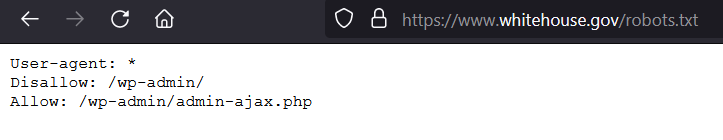 https://www.whitehouse.gov/robots.txt
User-agent: *
Disallow: /wp-admin/
Allow: /wp-admin/admin-ajax.php